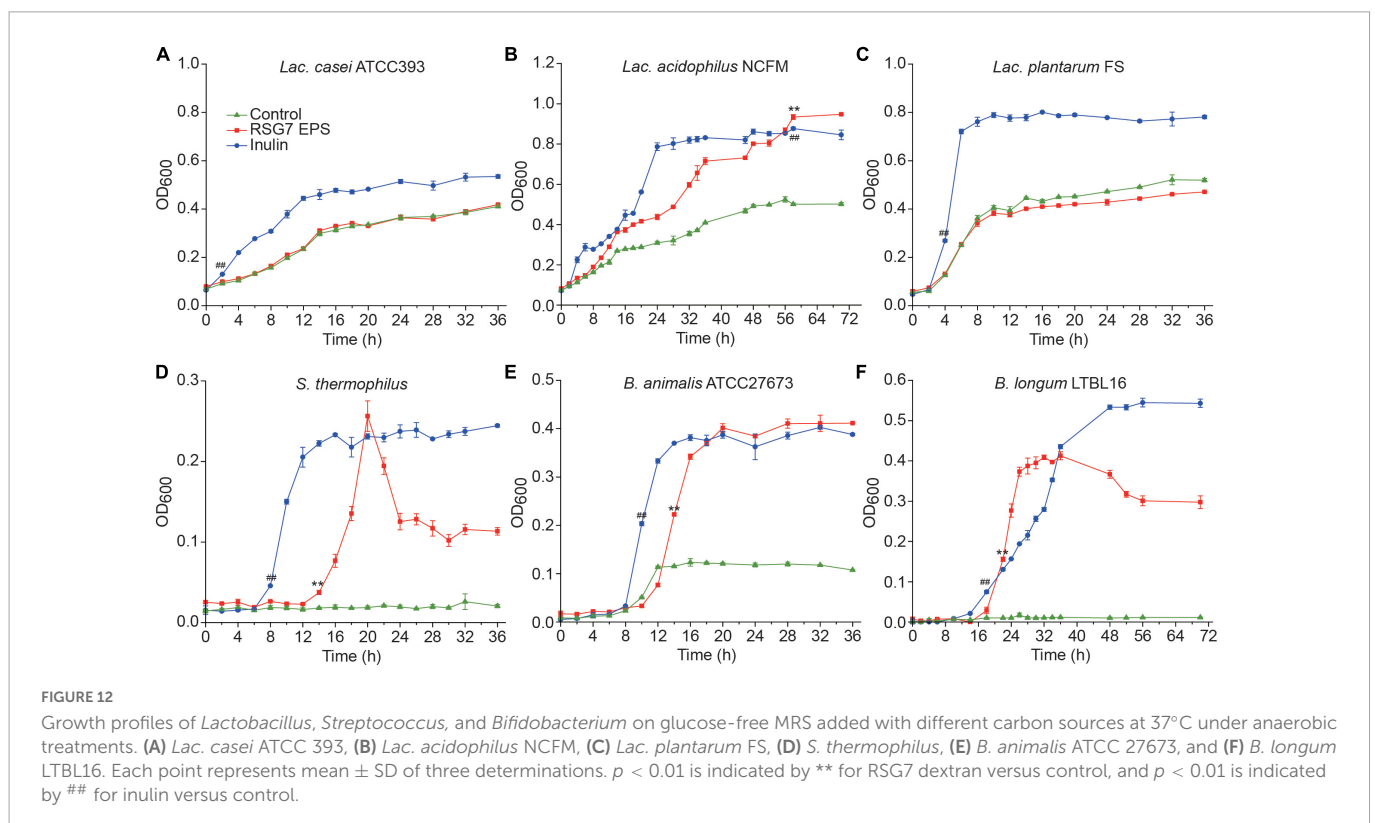 A
Lac. casei ATCC393
1.0
0.8
0.6
0.4
0.2
0.0
OD600
Control
RSG7 EPS
Inulin
##
0 4 8 12 16 20 24 28 32 36
Time (h)
B
Lac. acidophilus NCFM
1.2
1.0
0.8
0.6
0.4
0.2
0.0
OD600
**
##
0 8 16 24 32 40 48 56 64 72
Time (h)
C
Lac. plantarum FS
1.0
0.8
0.6
0.4
0.2
0.0
OD600
##
0 4 8 12 16 20 24 28 32 36
Time (h)
D
S. thermophilus
0.3
0.2
0.1
0.0
OD600
##
**
0 4 8 12 16 20 24 28 32 36
Time (h)
E
B. animalis ATCC27673
0.5
0.4
0.3
0.2
0.1
0.0
OD600
##
**
0 4 8 12 16 20 24 28 32 36
Time (h)
F
B. longum LTBL16
0.6
0.5
0.4
0.3
0.2
0.1
0.0
OD600
##
**
0 8 16 24 32 40 48 56 64 72
Time (h)
FIGURE 12
Growth profiles of Lactobacillus, Streptococcus, and Bifidobacterium on glucose-free MRS added with different carbon sources at 37°C under anaerobic
treatments. (A) Lac. casei ATCC 393, (B) Lac. acidophilus NCFM, (C) Lac. plantarum FS, (D) S. thermophilus, (E) B. animalis ATCC 27673, and (F) B. longum
LTBL16. Each point represents mean ± SD of three determinations. p < 0.01 is indicated by ** for RSG7 dextran versus control, and p < 0.01 is indicated
by ## for inulin versus control.